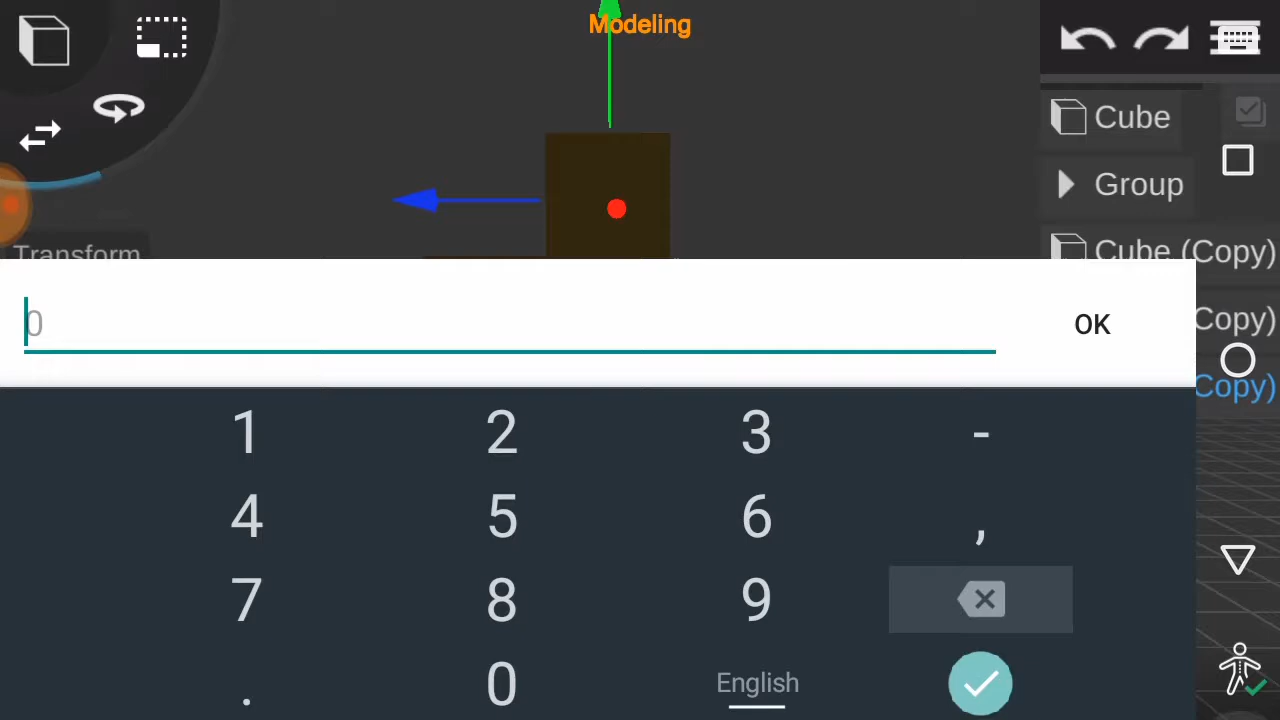 Modeling
Cube
Group
Transform
Cube (Copy)
0
OK
Copy)
Copy)
1 2 3 -
4 5 6 ,
7 8 9
. 0 English